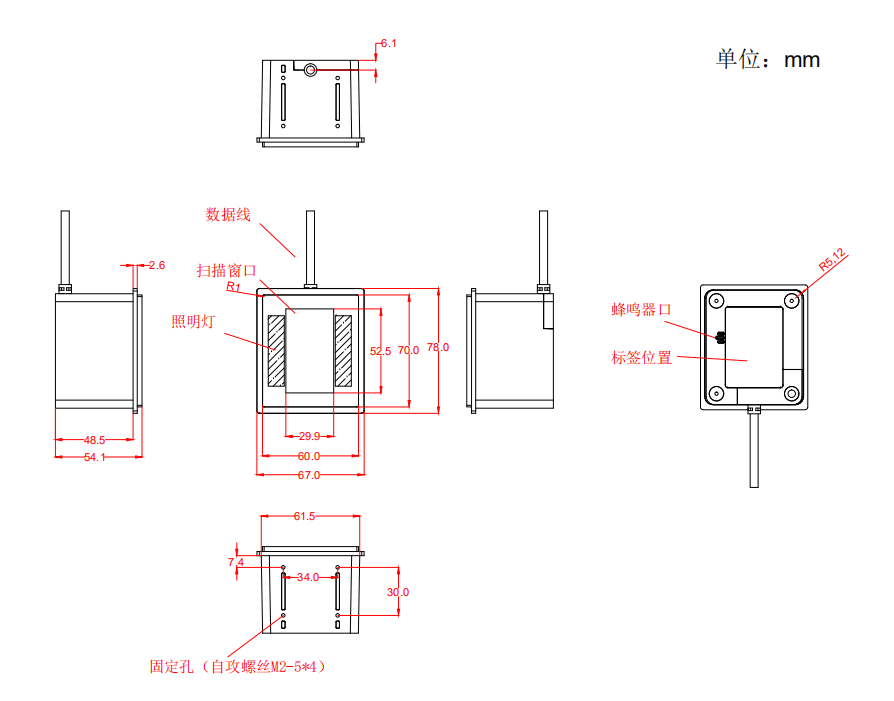 6.1
单位：mm
数据线
2.6
扫描窗口
R1
照明灯
R5,12
蜂鸣器口
标签位置
52.5
70.0
78.0
48.5
54.1
29.9
60.0
67.0
61.5
7.4
34.0
30.0
固定孔（自攻螺丝M2-5*4）